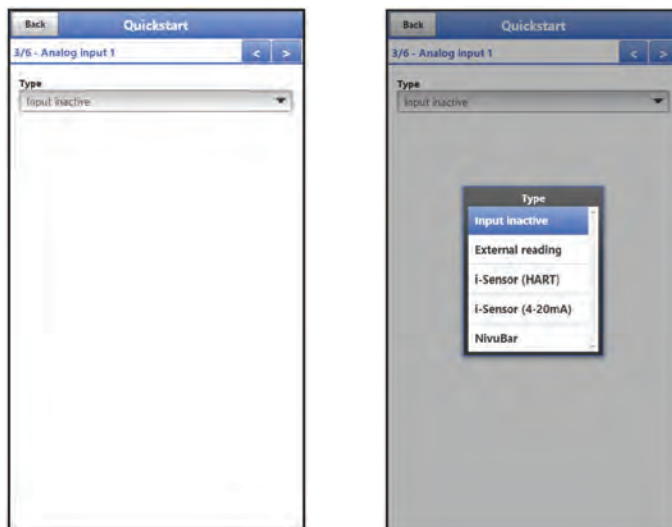 Back
Quickstart
3/6 - Analog input 1
<
>
Type
Input inactive
Back
Quickstart
3/6 - Analog input 1
<
>
Type
Input inactive
Type
Input inactive
External reading
i-Sensor (HART)
i-Sensor (4-20mA)
NivuBar